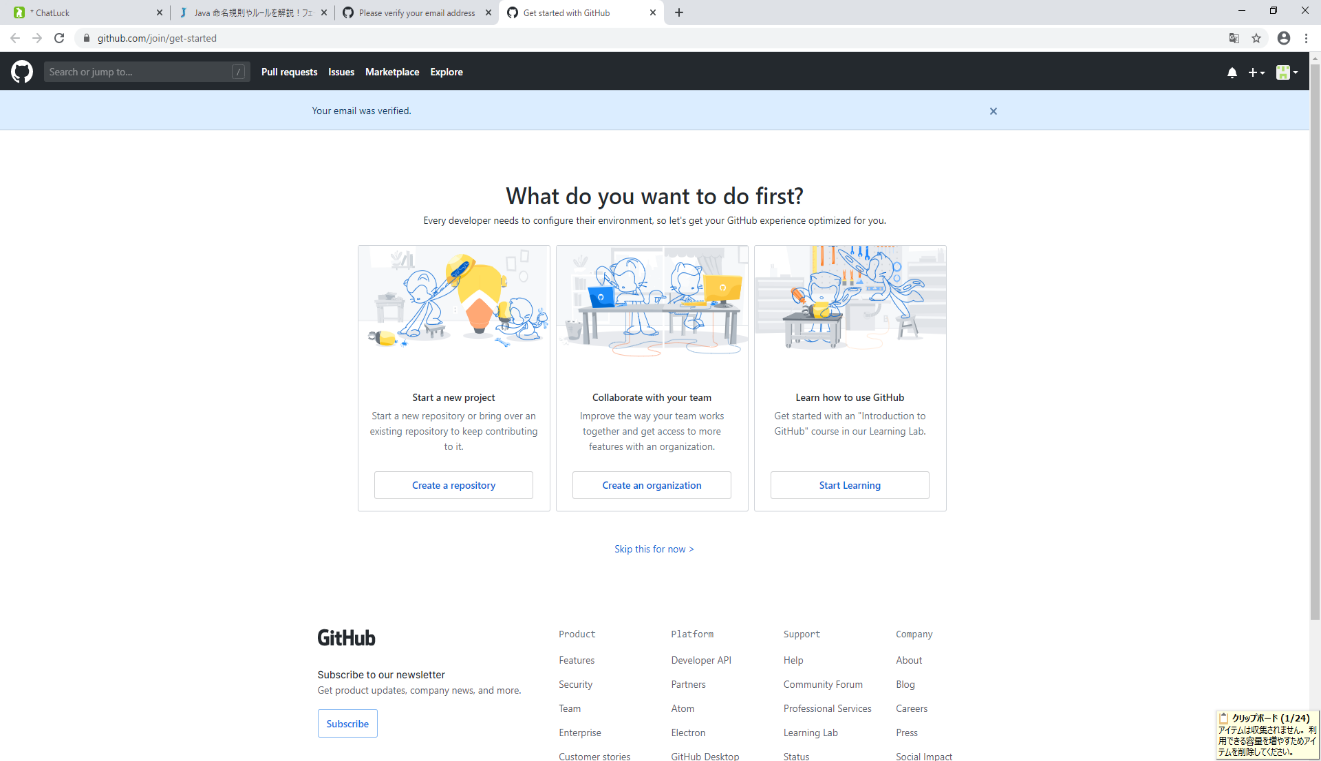 * ChatLuck
Java 命名規則やルールを解説！フェ
Please verify your email address
Get started with GitHub
github.com/join/get-started
Search or jump to...
/
Pull requests
Issues
Marketplace
Explore
Your email was verified.
What do you want to do first?
Every developer needs to configure their environment, so let's get your GitHub experience optimized for you.
Start a new project
Start a new repository or bring over an
existing repository to keep contributing
to it.
Create a repository
Collaborate with your team
Improve the way your team works
together and get access to more
features with an organization.
Create an organization
Learn how to use GitHub
Get started with an "Introduction to
GitHub" course in our Learning Lab.
Start Learning
Skip this for now >
GitHub
Subscribe to our newsletter
Get product updates, company news, and more.
Subscribe
Product
Features
Security
Team
Enterprise
Customer stories
Platform
Developer API
Partners
Atom
Electron
GitHub Desktop
Support
Help
Community Forum
Professional Services
Learning Lab
Status
Company
About
Blog
Careers
Press
Social Impact
クリップボード (1/24)
アイテムは収集されません。利
用できる容量を増やすためアイ
テムを削除してください。